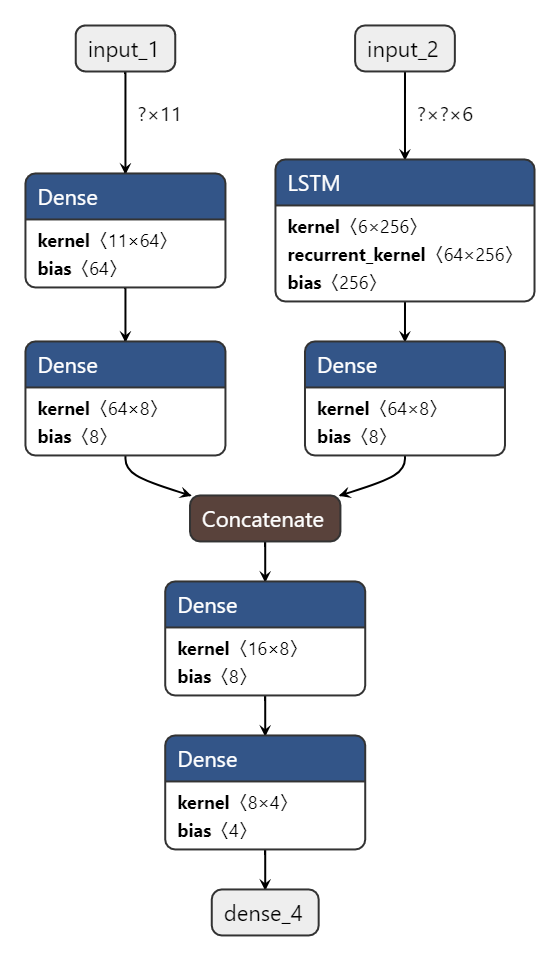 input_1
input_2
?×11
?×?×6
Dense
kernel 〈11×64〉
bias 〈64〉
LSTM
kernel 〈6×256〉
recurrent_kernel 〈64×256〉
bias 〈256〉
Dense
kernel 〈64×8〉
bias 〈8〉
Dense
kernel 〈64×8〉
bias 〈8〉
Concatenate
Dense
kernel 〈16×8〉
bias 〈8〉
Dense
kernel 〈8×4〉
bias 〈4〉
dense_4